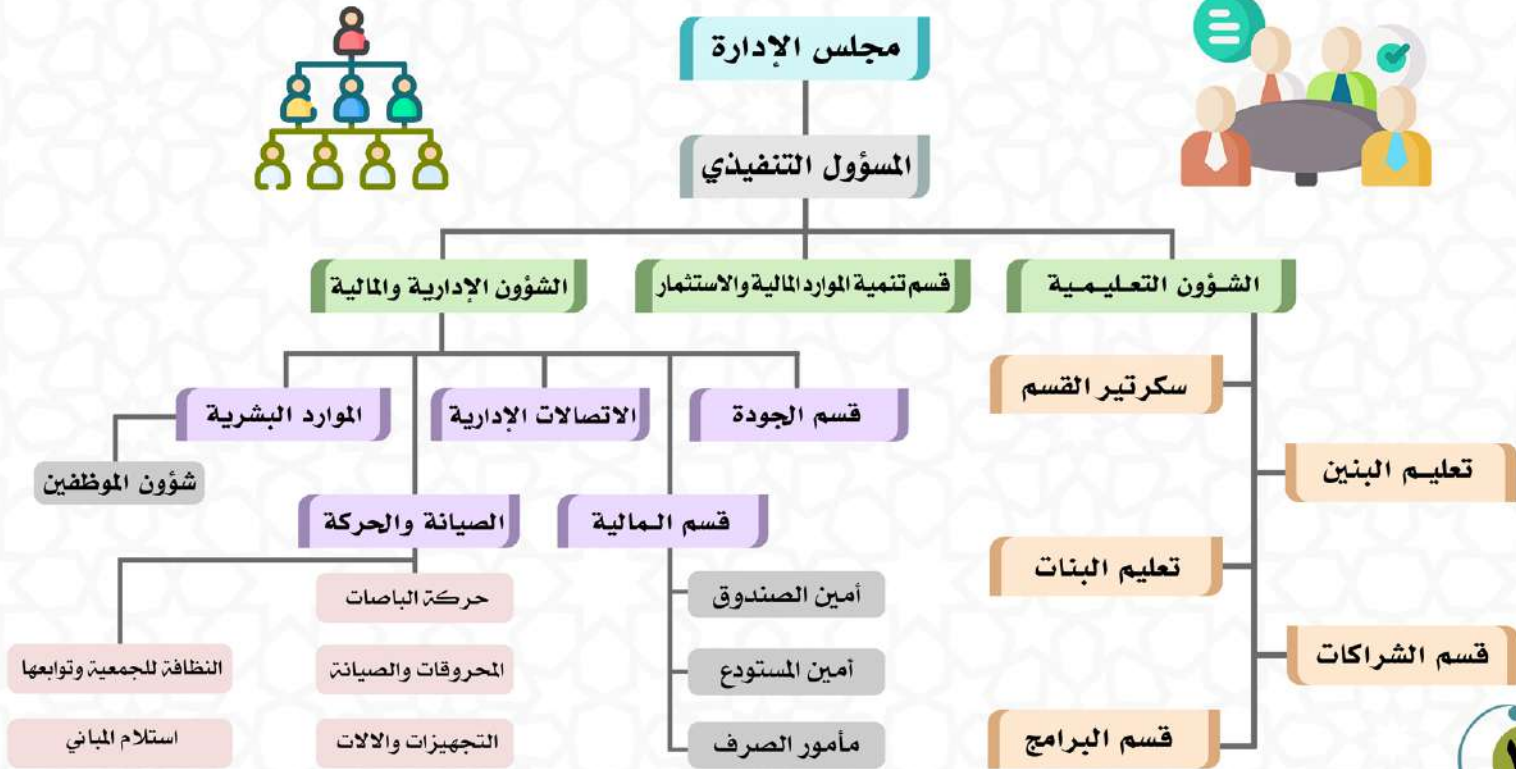 مجلس الإدارة
المسؤول التنفيذي
الشؤون التعليمية
قسم تنمية الموارد المالية والاستثمار
الشؤون الإدارية والمالية
سكرتير القسم
تعليم البنين
تعليم البنات
قسم الشراكات
قسم البرامج
قسم الجودة
الاتصالات الإدارية
الموارد البشرية
شؤون الموظفين
قسم المالية
الصيانة والحركة
أمين الصندوق
أمين المستودع
مأمور الصرف
حركة الباصات
المحروقات والصيانة
التجهيزات والالات
النظافة للجمعية وتوابعها
استلام المباني